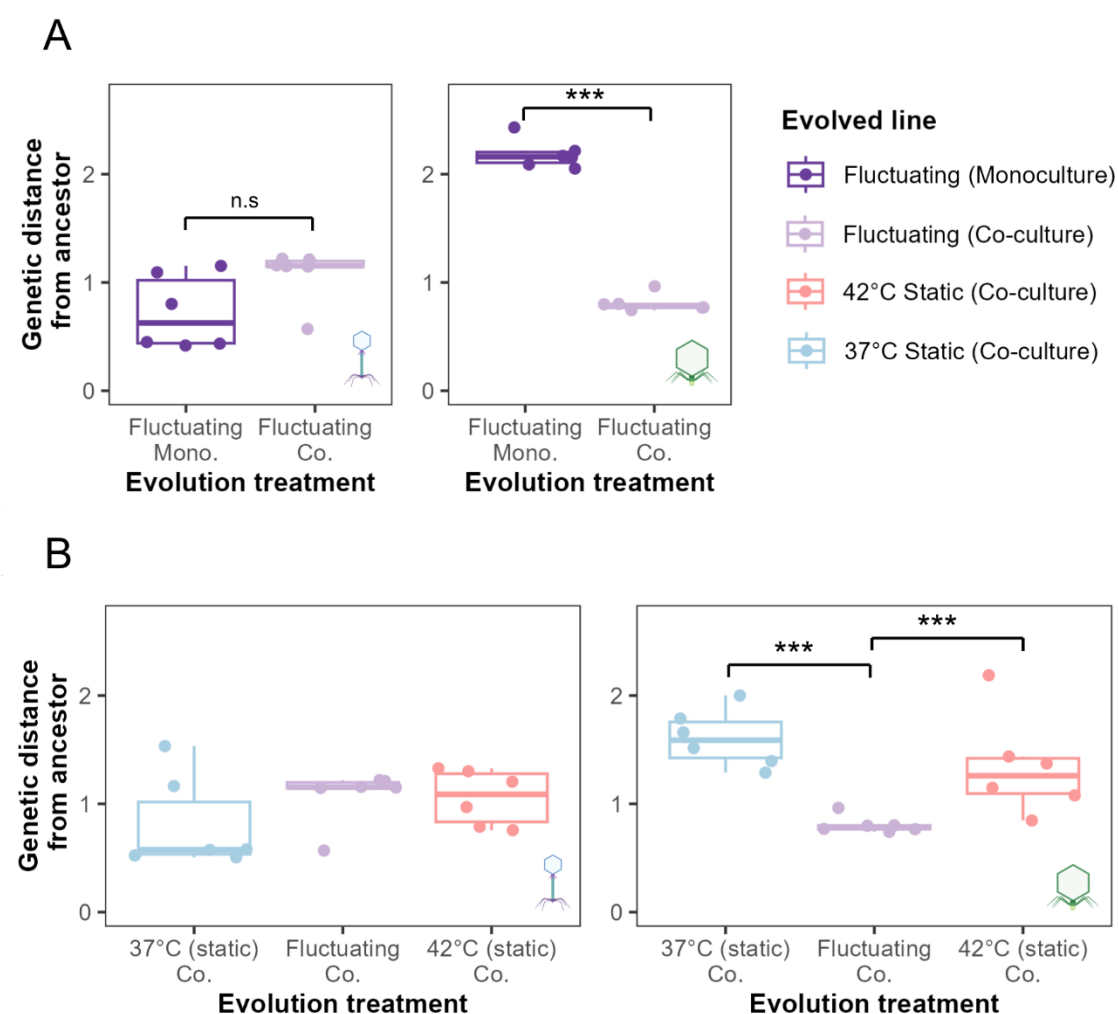 A
Genetic distance
from ancestor
2
1
0
n.s
Fluctuating
Mono.
Fluctuating
Co.
Evolution treatment
2
1
0
***
Fluctuating
Mono.
Fluctuating
Co.
Evolution treatment
Evolved line
Fluctuating (Monoculture)
Fluctuating (Co-culture)
42°C Static (Co-culture)
37°C Static (Co-culture)
B
Genetic distance
from ancestor
2
1
0
37°C (static)
Co.
Fluctuating
Co.
42°C (static)
Co.
Evolution treatment
2
1
0
***
***
37°C (static)
Co.
Fluctuating
Co.
42°C (static)
Co.
Evolution treatment